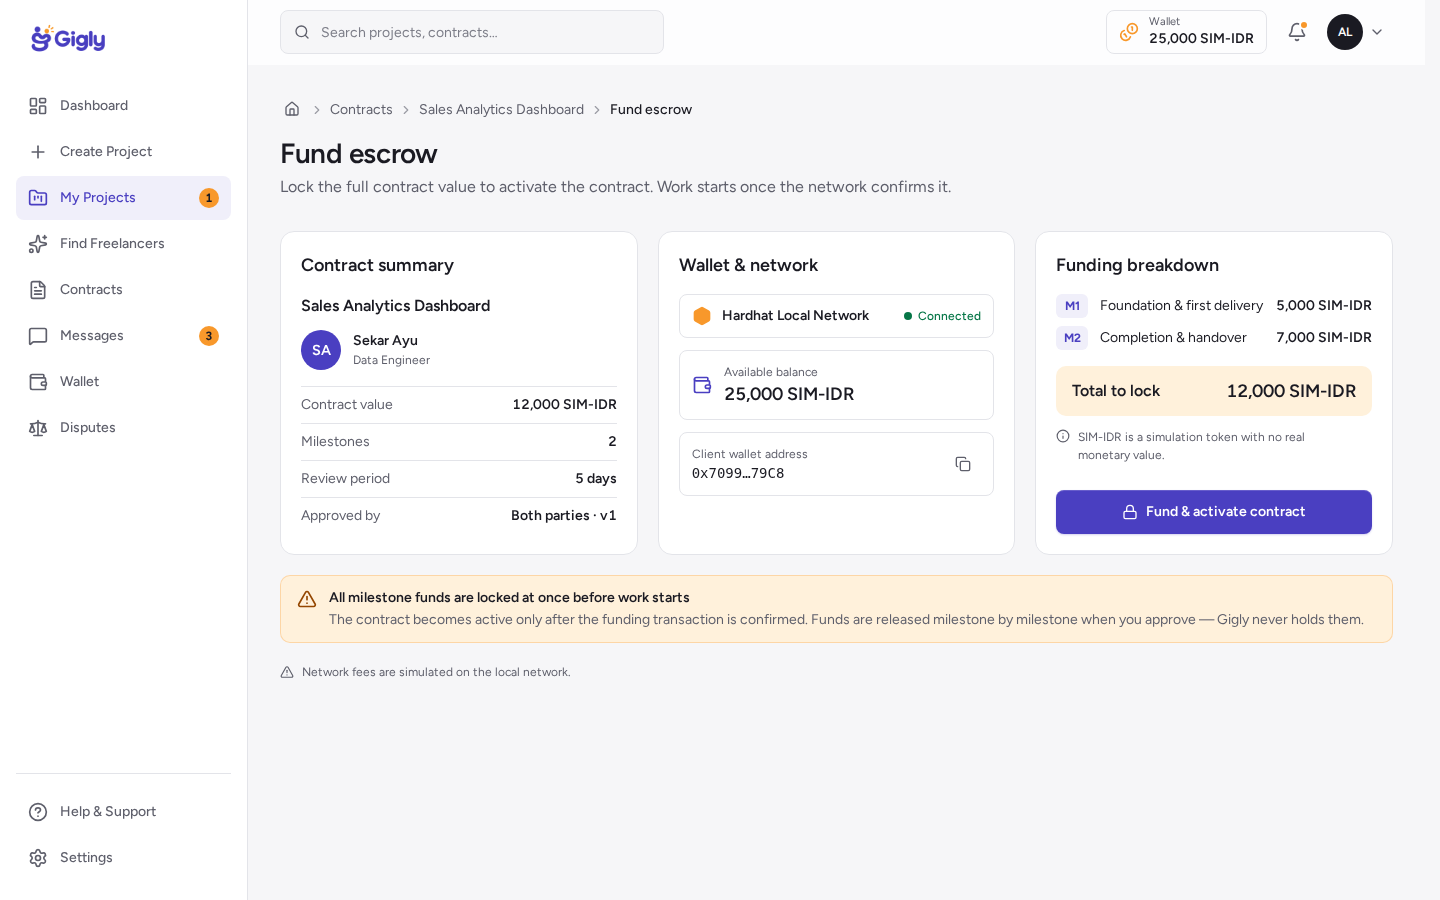 Gigly
Search projects, contracts...
Wallet
25,000 SIM-IDR
AL
Dashboard
Create Project
My Projects
1
Find Freelancers
Contracts
Messages
3
Wallet
Disputes
Help & Support
Settings
Contracts
Sales Analytics Dashboard
Fund escrow
Fund escrow
Lock the full contract value to activate the contract. Work starts once the network confirms it.
Contract summary
Sales Analytics Dashboard
SA
Sekar Ayu
Data Engineer
Contract value 12,000 SIM-IDR
Milestones 2
Review period 5 days
Approved by Both parties · v1
Wallet & network
Hardhat Local Network Connected
Available balance
25,000 SIM-IDR
Client wallet address
0x7099…79C8
Funding breakdown
M1 Foundation & first delivery 5,000 SIM-IDR
M2 Completion & handover 7,000 SIM-IDR
Total to lock 12,000 SIM-IDR
SIM-IDR is a simulation token with no real
monetary value.
Fund & activate contract
All milestone funds are locked at once before work starts
The contract becomes active only after the funding transaction is confirmed. Funds are released milestone by milestone when you approve — Gigly never holds them.
Network fees are simulated on the local network.